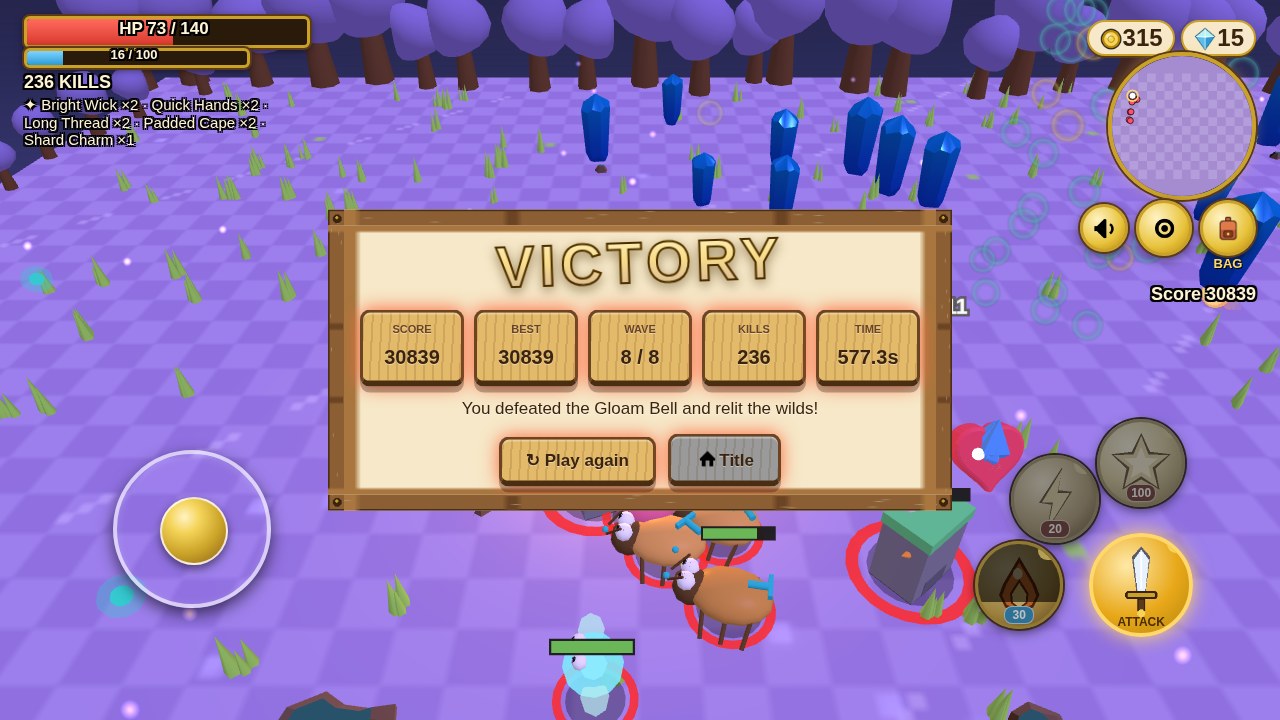 HP 73 / 140
16 / 100
236 KILLS
✦ Bright Wick ×2 · Quick Hands ×2 ·
Long Thread ×2 · Padded Cape ×2 ·
Shard Charm ×1
315
15
BAG
Score 30839
VICTORY
SCORE
30839
BEST
30839
WAVE
8 / 8
KILLS
236
TIME
577.3s
You defeated the Gloam Bell and relit the wilds!
↻ Play again
Title
100
20
30
ATTACK